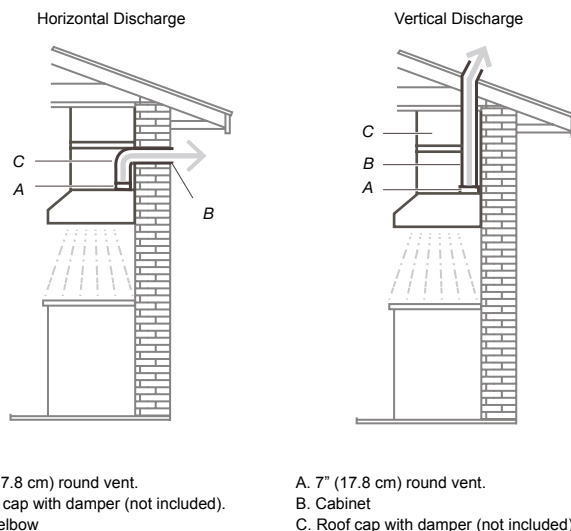 Horizontal Discharge
C
A
B
7.8 cm) round vent.
cap with damper (not included).
elbow
Vertical Discharge
C
B
A
A. 7” (17.8 cm) round vent.
B. Cabinet
C. Roof cap with damper (not included)